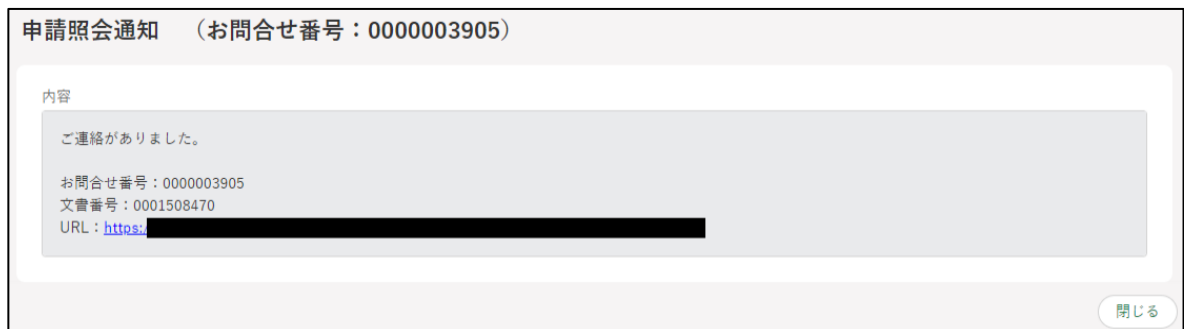 申請照会通知　（お問合せ番号：0000003905）
内容
ご連絡がありました。
お問合せ番号：0000003905
文書番号：0001508470
URL：https:/
閉じる